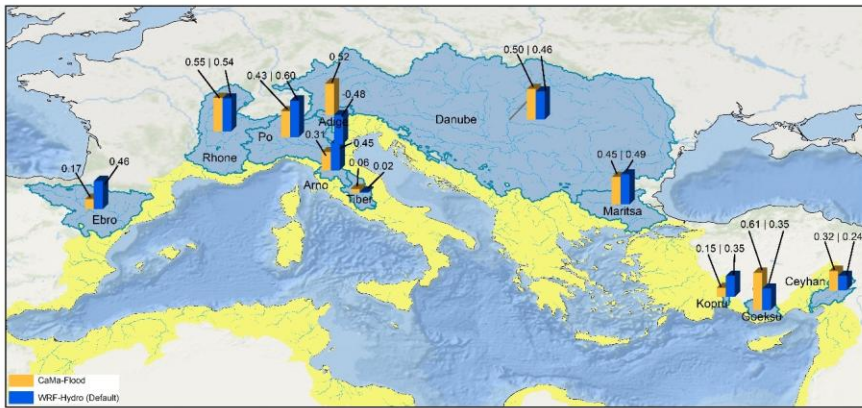 0.52
0.50 | 0.46
0.55 | 0.54
0.43 | 0.60
-0.48
Adige
Danube
Po
0.31
0.45
0.45 | 0.49
0.17
0.46
Rhone
0.06
0.02
Arno
Tiber
Ebro
Maritsa
0.61 | 0.35
0.15 | 0.35
0.32 | 0.24
Ceyhan
Kopru
Goeksu
CaMa-Flood
WRF-Hydro (Default)